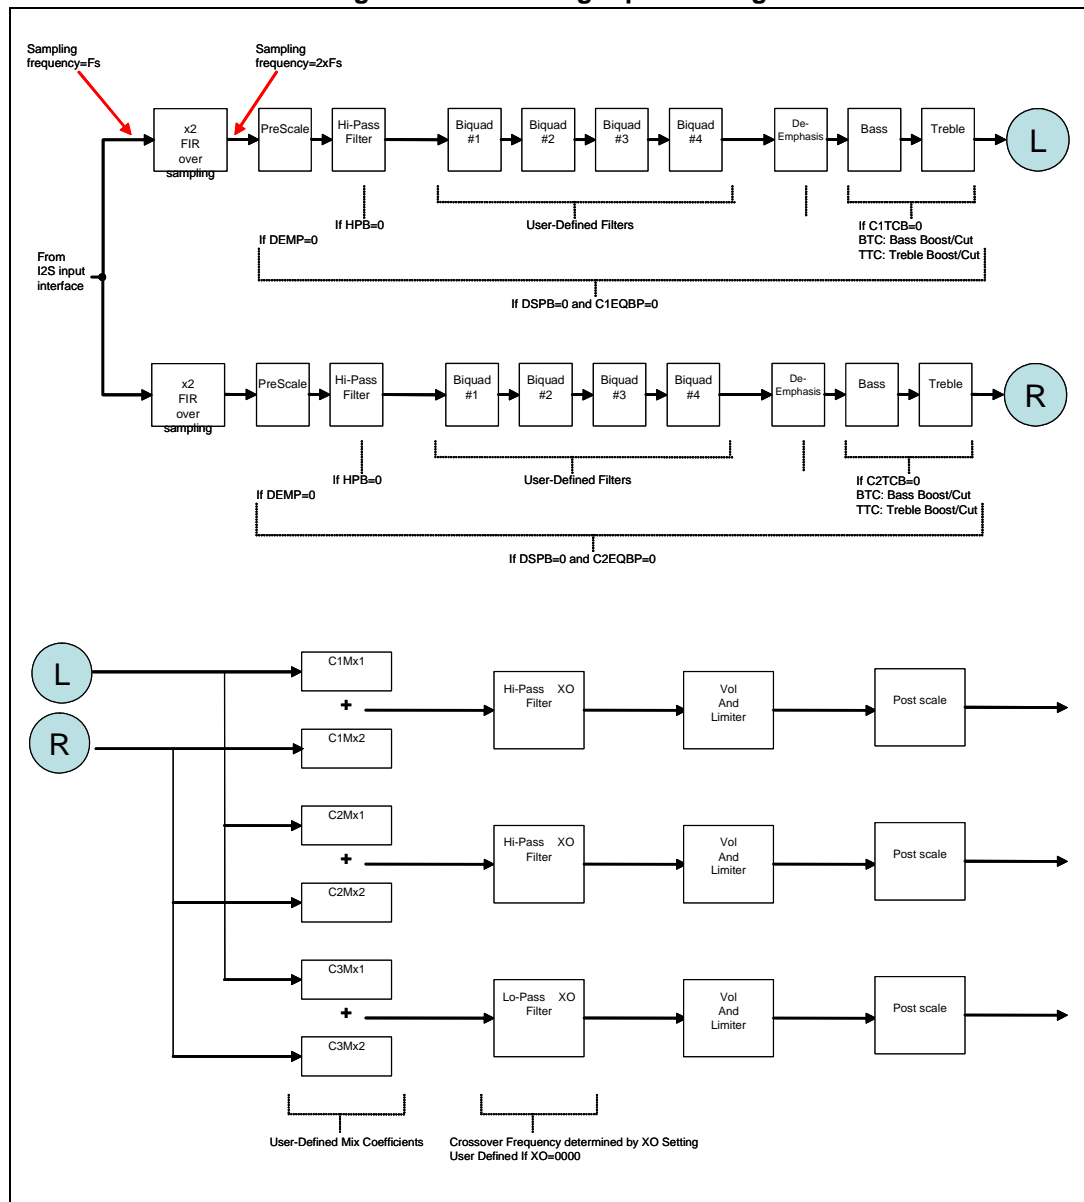 Sampling
frequency=Fs
Sampling
frequency=2xFs
x2
FIR
over
sampling
PreScale
Hi-Pass
Filter
Biquad
#1
Biquad
#2
Biquad
#3
Biquad
#4
De-
Emphasis
Bass
Treble
L
If HPB=0
User-Defined Filters
If DEMP=0
If C1TCB=0
BTC: Bass Boost/Cut
TTC: Treble Boost/Cut
From
I2S input
interface
If DSPB=0 and C1EQBP=0
x2
FIR
over
sampling
PreScale
Hi-Pass
Filter
Biquad
#1
Biquad
#2
Biquad
#3
Biquad
#4
De-
Emphasis
Bass
Treble
R
If HPB=0
User-Defined Filters
If DEMP=0
If C2TCB=0
BTC: Bass Boost/Cut
TTC: Treble Boost/Cut
If DSPB=0 and C2EQBP=0
L
R
C1Mx1
+
C1Mx2
Hi-Pass XO
Filter
Vol
And
Limiter
Post scale
C2Mx1
+
C2Mx2
Hi-Pass XO
Filter
Vol
And
Limiter
Post scale
C3Mx1
+
C3Mx2
Lo-Pass XO
Filter
Vol
And
Limiter
Post scale
User-Defined Mix Coefficients
Crossover Frequency determined by XO Setting
User Defined If XO=0000